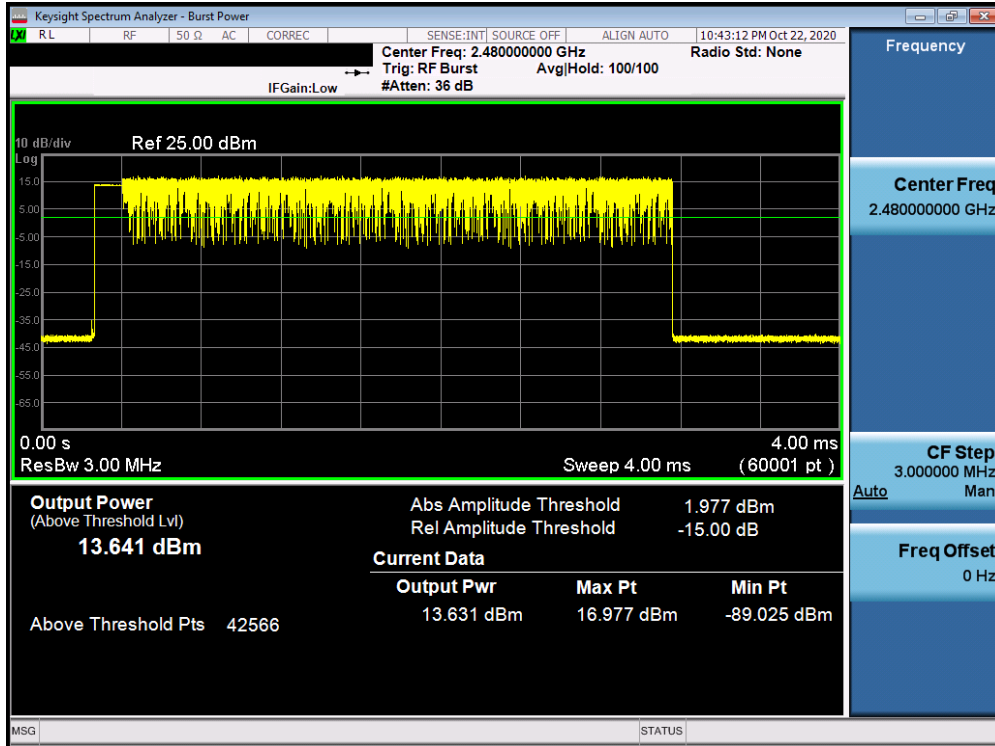 Keysight Spectrum Analyzer - Burst Power
LXI RL RF 50 Ω AC CORREC SENSE:INT SOURCE OFF ALIGN AUTO 10:43:12 PM Oct 22, 2020
Center Freq: 2.480000000 GHz Radio Std: None
Trig: RF Burst Avg|Hold: 100/100
IFGain:Low #Atten: 36 dB
Frequency
10 dB/div Ref 25.00 dBm
Log
15.0
5.00
-5.00
-15.0
-25.0
-35.0
-45.0
-55.0
-65.0
0.00 s 4.00 ms
ResBw 3.00 MHz Sweep 4.00 ms (60001 pt)
Center Freq
2.480000000 GHz
CF Step
3.000000 MHz
Auto Man
Freq Offset
0 Hz
Output Power
(Above Threshold Lvl)
13.641 dBm
Above Threshold Pts 42566
Abs Amplitude Threshold 1.977 dBm
Rel Amplitude Threshold -15.00 dB
Current Data
Output Pwr Max Pt Min Pt
13.631 dBm 16.977 dBm -89.025 dBm
MSG STATUS